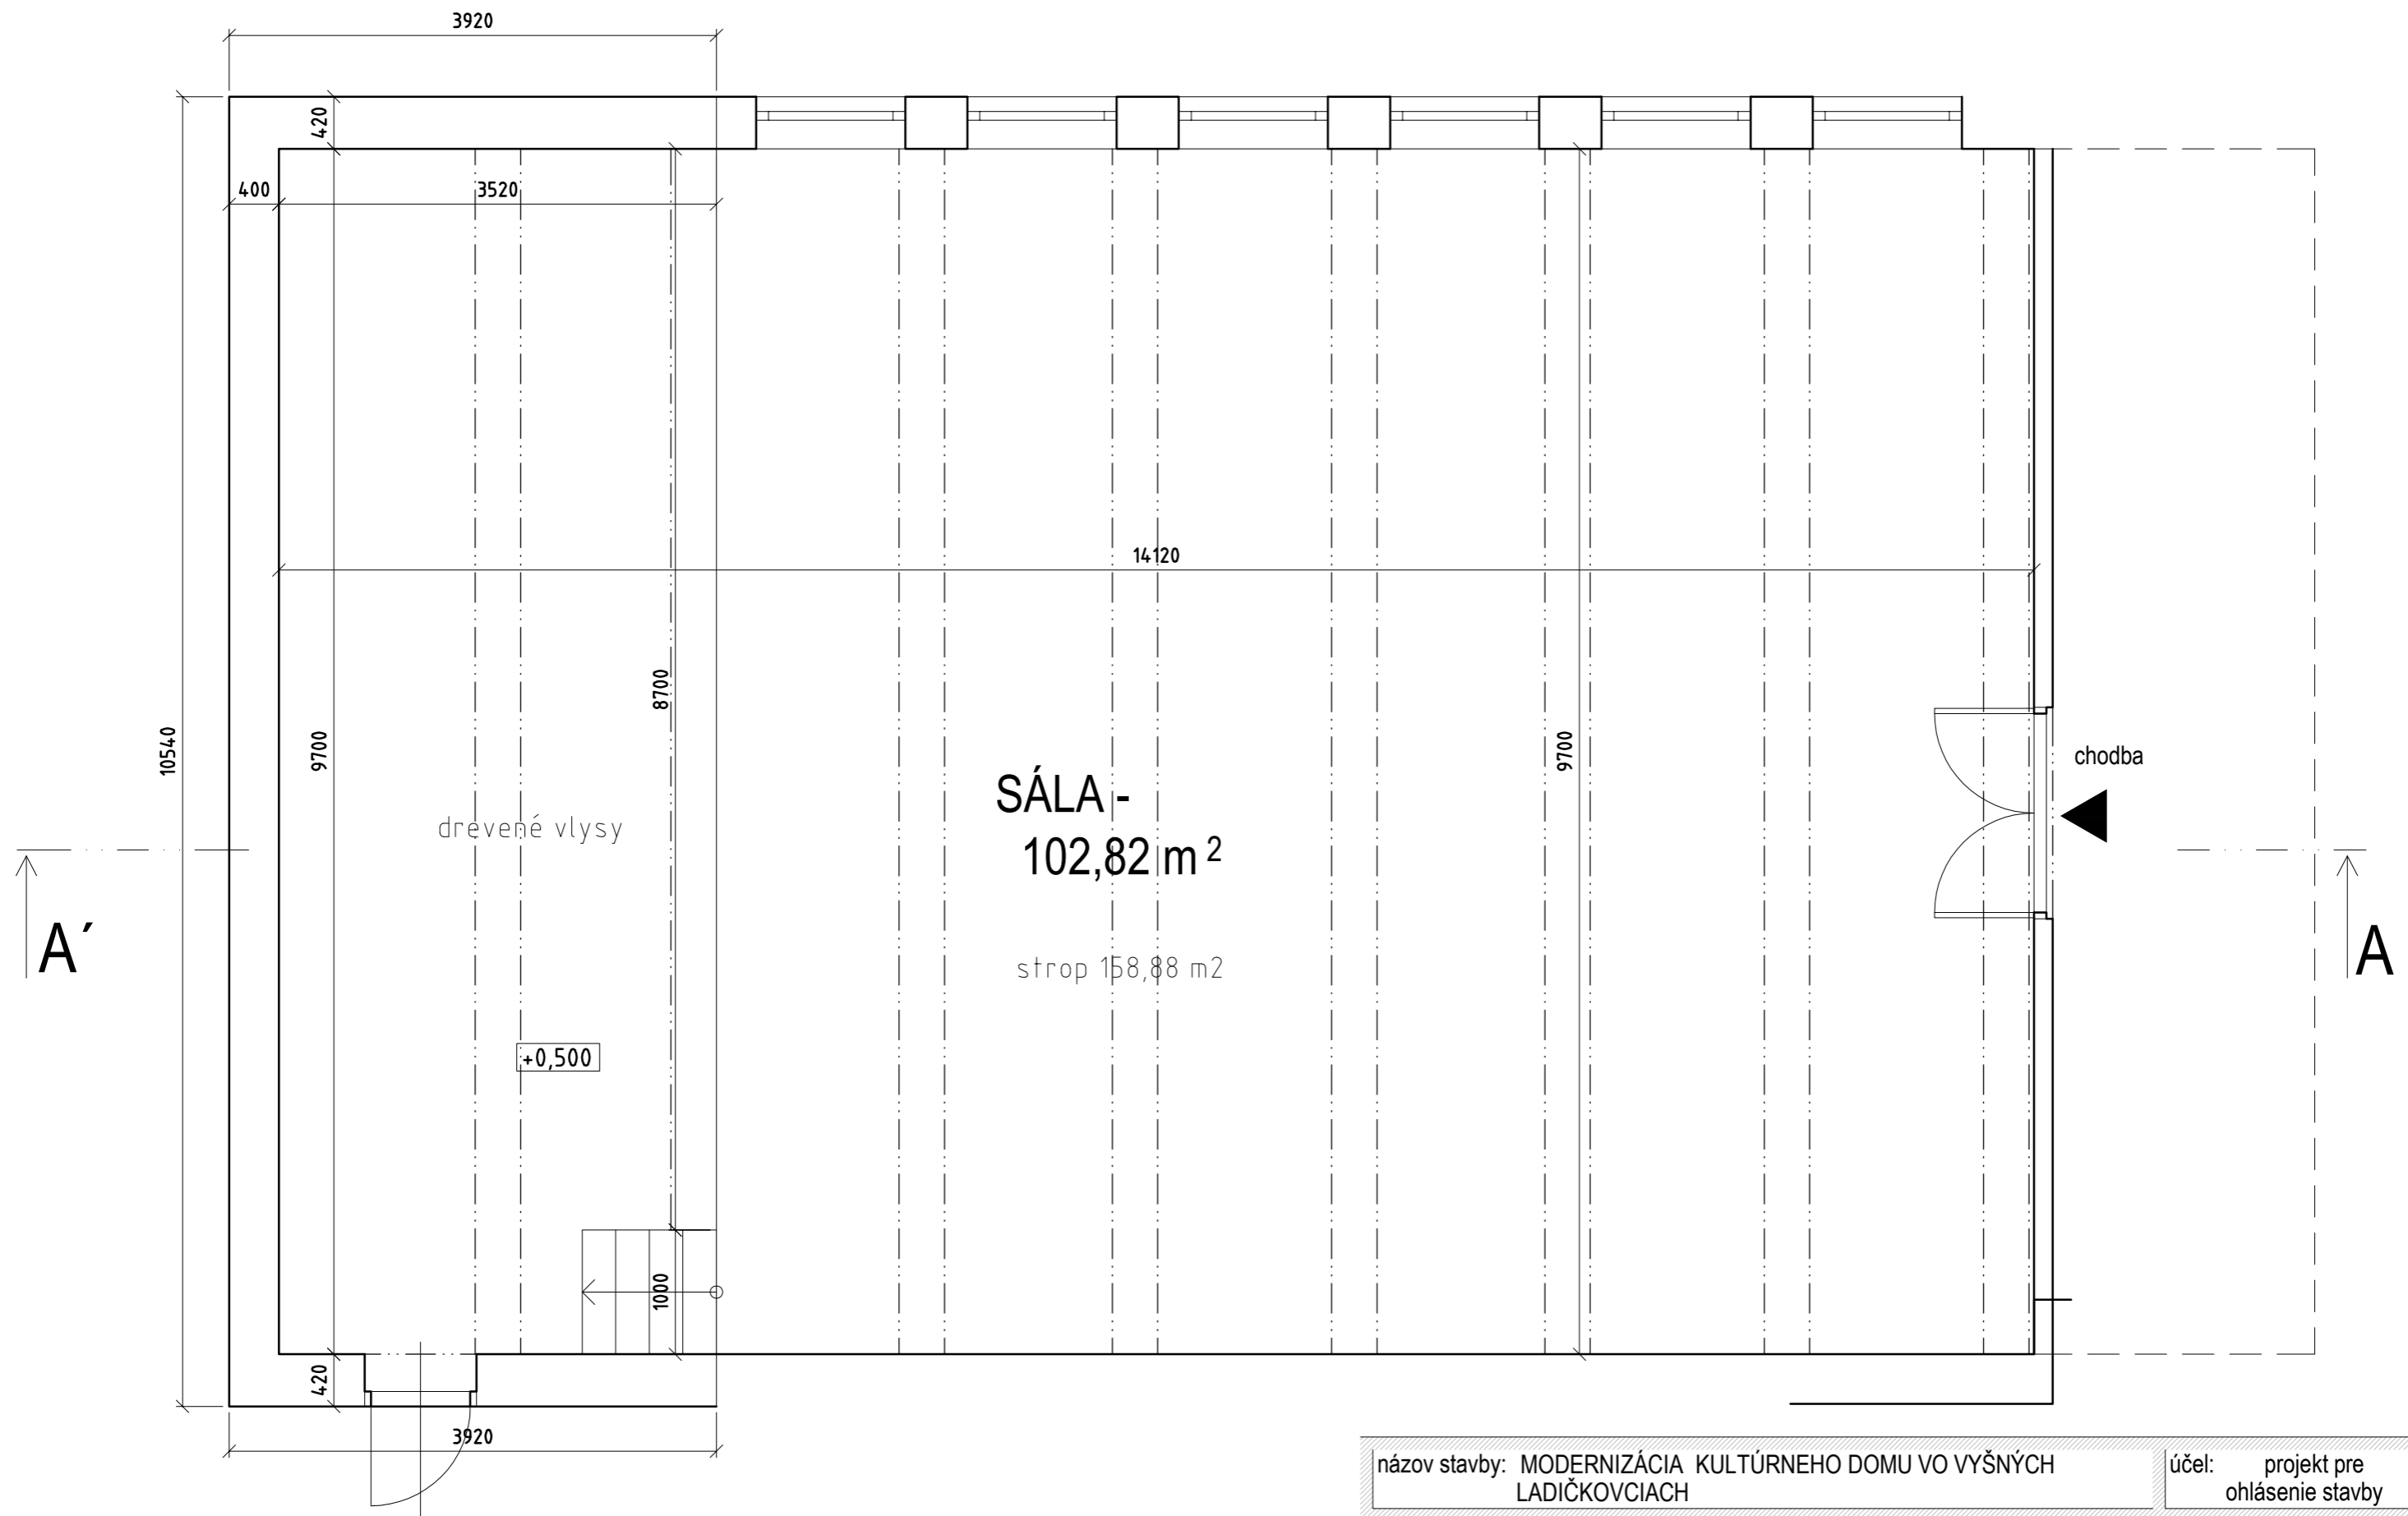 3920
420
400
3520
14120
8700
10540
9700
9700
chodba
SÁLA -
102,82 m²
drevené vlysy
A´
A
strop 158,88 m2
+0,500
1000
420
3920
názov stavby: MODERNIZÁCIA KULTÚRNEHO DOMU VO VYŠNÝCH
LADIČKOVCIACH
účel: projekt pre
ohlásenie stavby